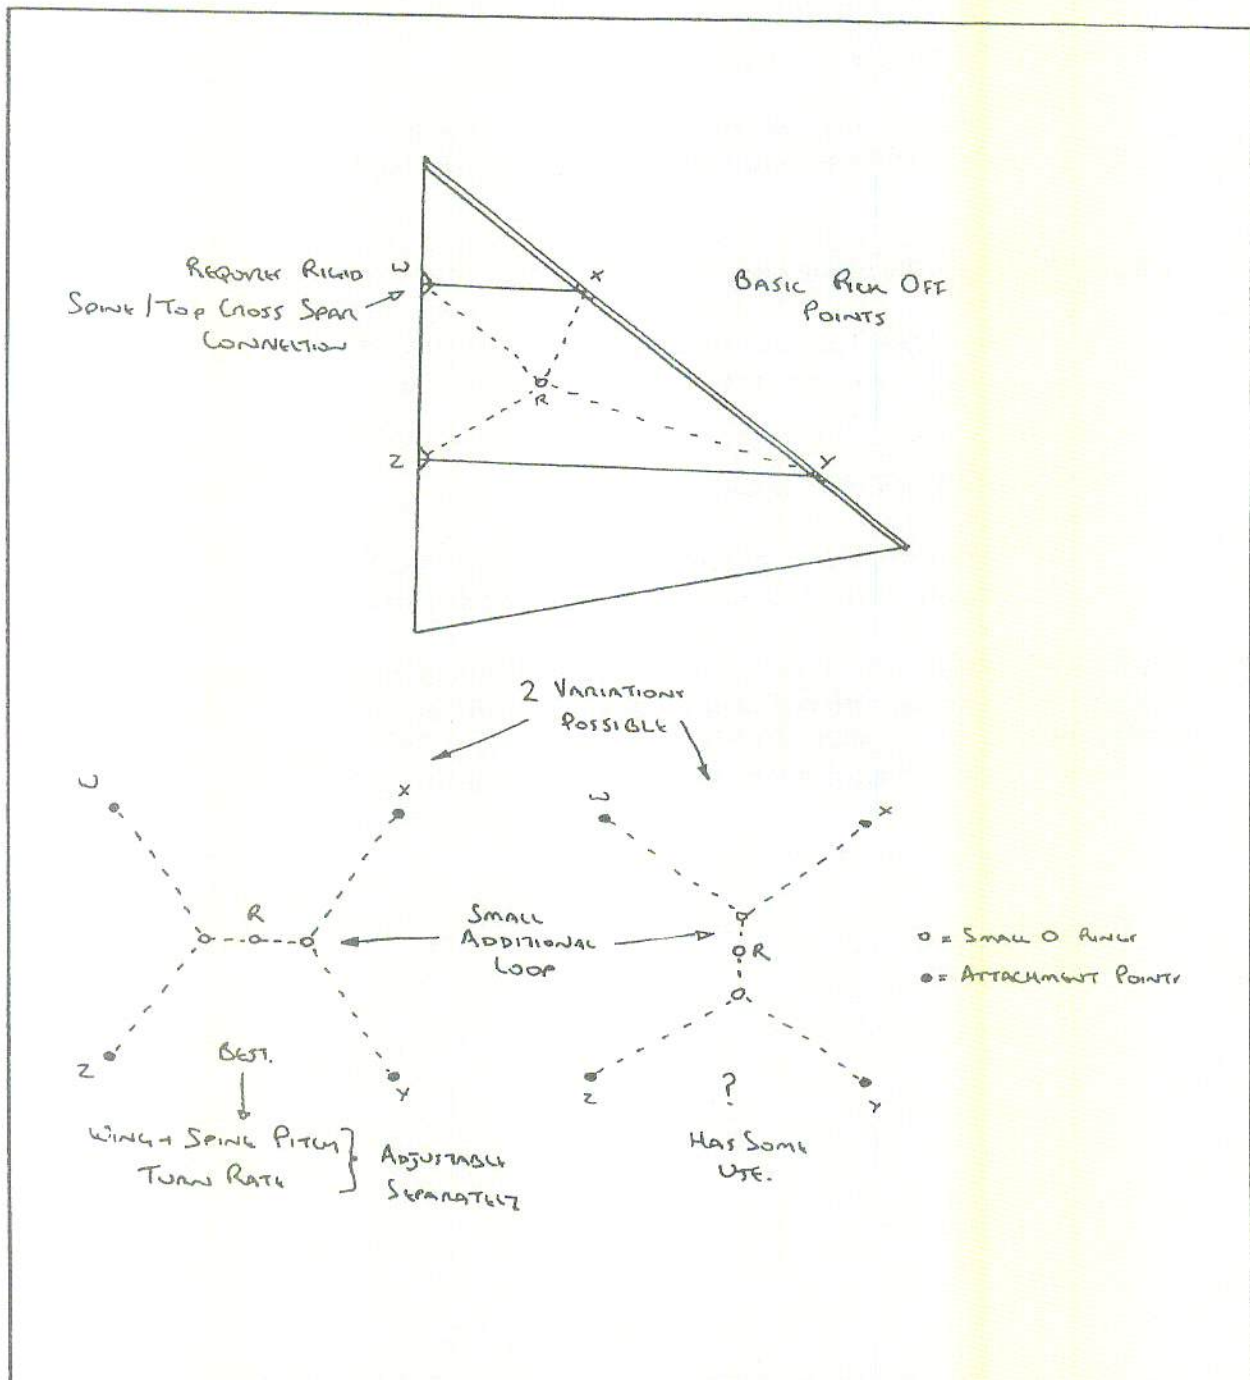 REQUIRES RIGID
SPINE / TOP CROSS SPAR
CONNECTION
W
X
BASIC PICK OFF
POINTS
R
Z
Y
2 VARIATIONS
POSSIBLE
W
X
W
X
R
SMALL
ADDITIONAL
LOOP
R
O = SMALL O RINGS
● = ATTACHMENT POINTS
Z
BEST.
Y
Z
?
Y
WING + SPINE PITCH
TURN RATE
ADJUSTABLE
SEPARATELY
HAS SOME
USE.